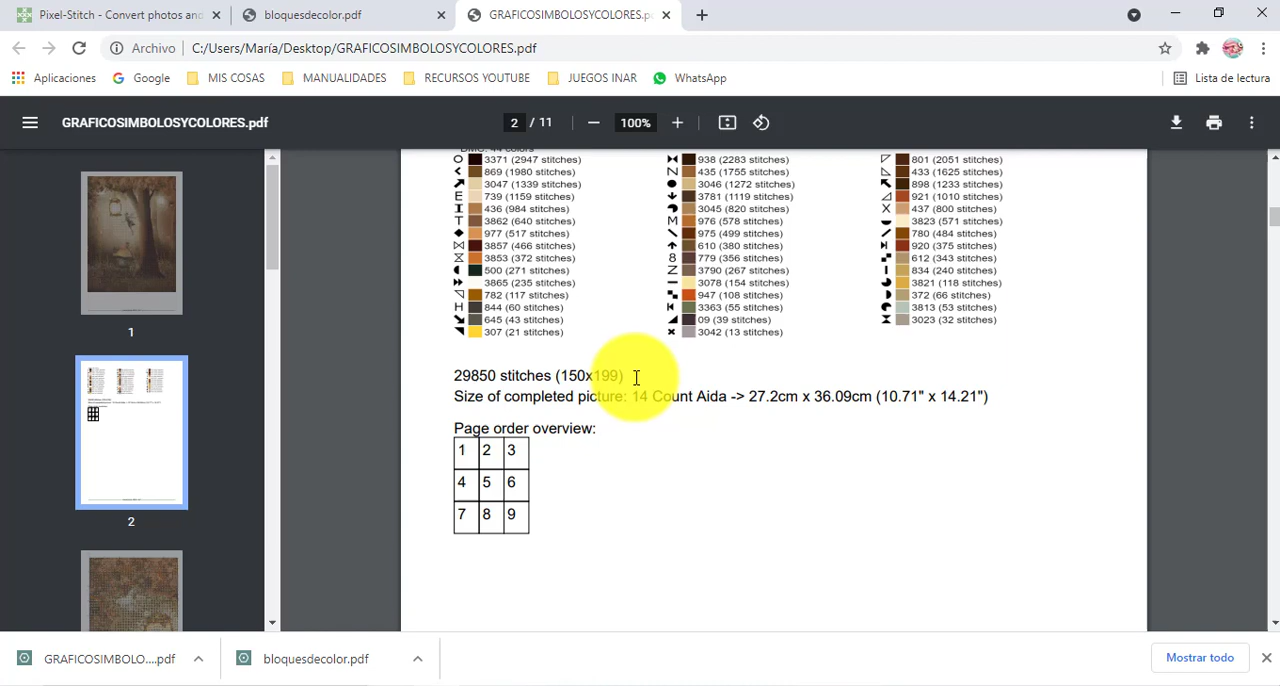 Pixel-Stitch - Convert photos and
bloquesdecolor.pdf
GRAFICOSIMBOLOSYCOLORES.p
Archivo
C:/Users/María/Desktop/GRAFICOSIMBOLOSYCOLORES.pdf
Aplicaciones
Google
MIS COSAS
MANUALIDADES
RECURSOS YOUTUBE
JUEGOS INAR
WhatsApp
Lista de lectura
GRAFICOSIMBOLOSYCOLORES.pdf
2 / 11
100%
DMC: 44 colors
3371 (2947 stitches) 938 (2283 stitches) 801 (2051 stitches)
869 (1980 stitches) N 435 (1755 stitches) 433 (1625 stitches)
3047 (1339 stitches) 3046 (1272 stitches) 898 (1233 stitches)
E 739 (1159 stitches) 3781 (1119 stitches) 921 (1010 stitches)
I 436 (984 stitches) 3045 (820 stitches) X 437 (800 stitches)
T 3862 (640 stitches) M 976 (578 stitches) 3823 (571 stitches)
977 (517 stitches) 975 (499 stitches) 780 (484 stitches)
3857 (466 stitches) 610 (380 stitches) 920 (375 stitches)
3853 (372 stitches) 8 779 (356 stitches) 612 (343 stitches)
500 (271 stitches) Z 3790 (267 stitches) 834 (240 stitches)
3865 (235 stitches) 3078 (154 stitches) 3821 (118 stitches)
782 (117 stitches) 947 (108 stitches) 372 (66 stitches)
H 844 (60 stitches) 3363 (55 stitches) 3813 (53 stitches)
645 (43 stitches) 09 (39 stitches) 3023 (32 stitches)
307 (21 stitches) 3042 (13 stitches)
29850 stitches (150x199)
Size of completed picture: 14 Count Aida -> 27.2cm x 36.09cm (10.71" x 14.21")
Page order overview:
1 2 3
4 5 6
7 8 9
1
2
GRAFICOSIMBOLO....pdf
bloquesdecolor.pdf
Mostrar todo